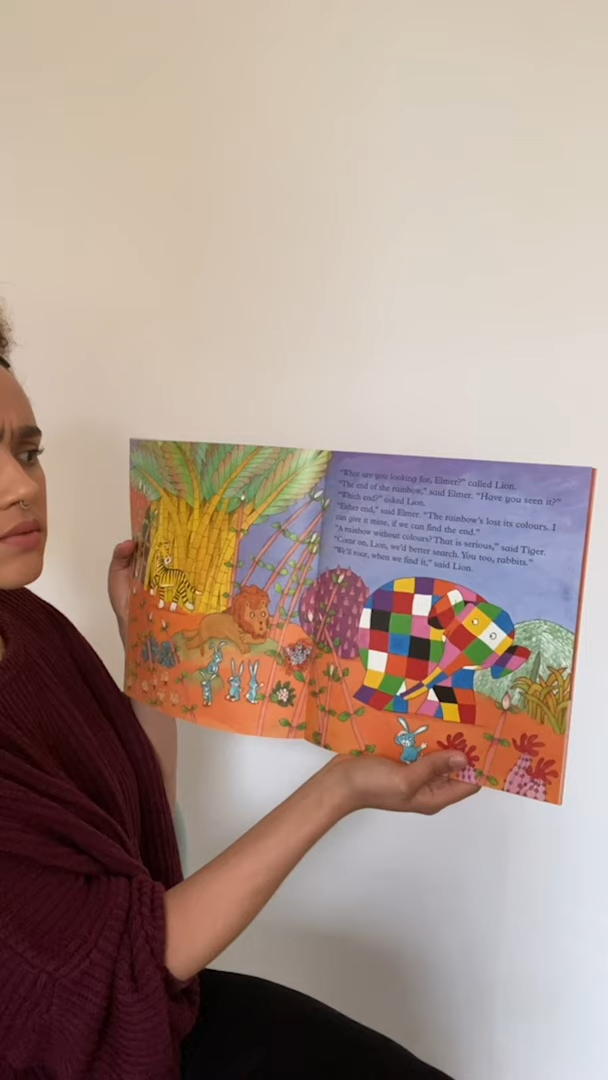 "What are you looking for, Elmer?" called Lion.
"The end of the rainbow," said Elmer. "Have you seen it?"
"Which end?" asked Lion.
"Either end," said Elmer. "The rainbow's lost its colours. I
can give it mine, if we can find the end."
"A rainbow without colours? That is serious," said Tiger.
"Come on, Lion, we'd better search. You too, rabbits."
"We'll roar, when we find it," said Lion.